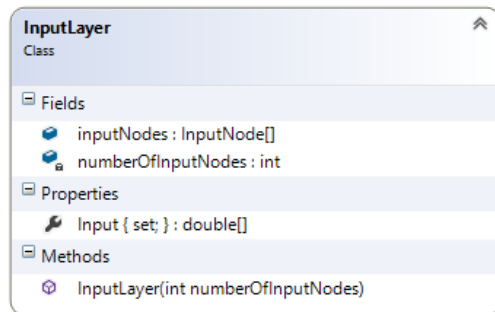 InputLayer
Class
Fields
inputNodes : InputNode[]
numberOfInputNodes : int
Properties
Input { set; } : double[]
Methods
InputLayer(int numberOfInputNodes)